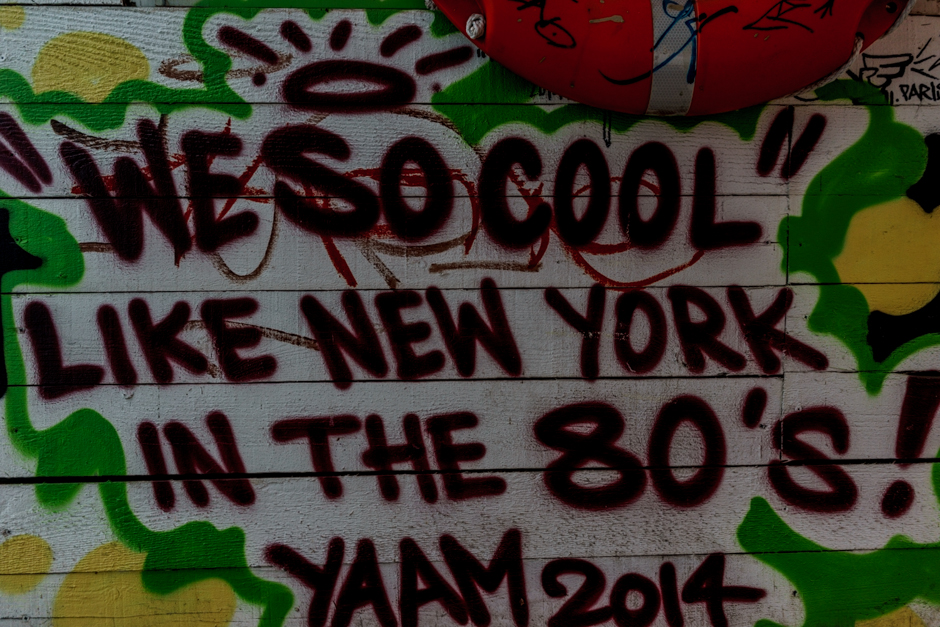 "WE SO COOL"
LIKE NEW YORK
IN THE 80's!
YAAM 2014